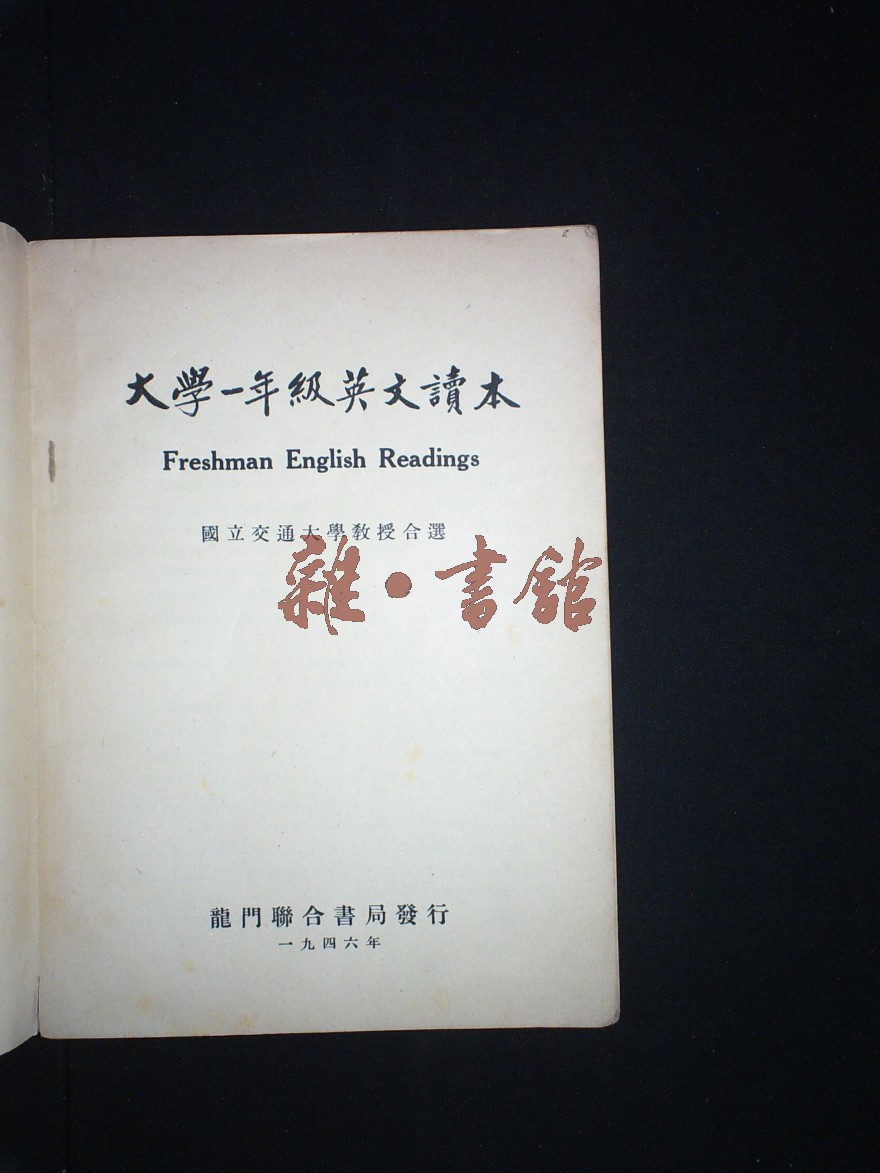 大學一年級英文讀本
Freshman English Readings
國立交通大學教授合選
雜·書舘
龍門聯合書局發行
一九四六年